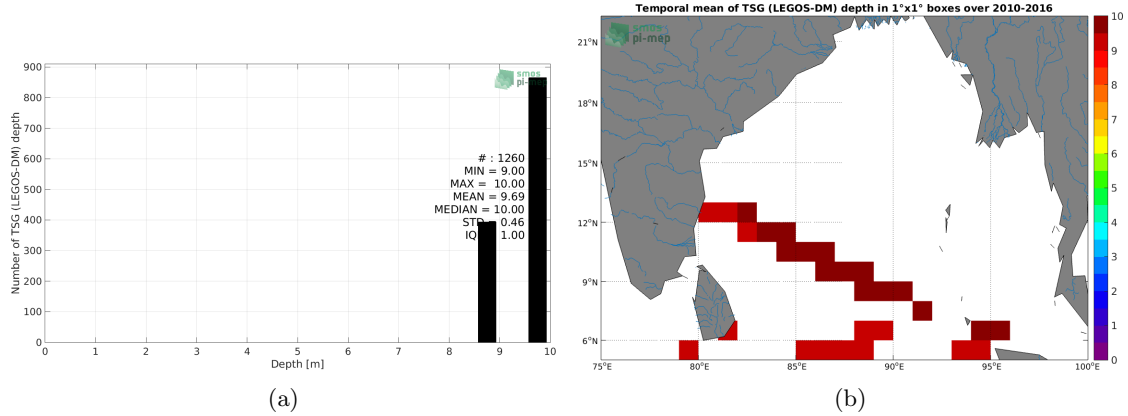 smos
pi-mep
900
800
700
600
500
400
300
200
100
0
Number of TSG (LEGOS-DM) depth
# : 1260
MIN = 9.00
MAX = 10.00
MEAN = 9.69
MEDIAN = 10.00
STD = 0.46
IQ 1.00
0 1 2 3 4 5 6 7 8 9 10
Depth [m]
(a)
Temporal mean of TSG (LEGOS-DM) depth in 1°x1° boxes over 2010-2016
smos
pi-mep
21°N
18°N
15°N
12°N
9°N
6°N
75°E 80°E 85°E 90°E 95°E 100°E
10
9
8
7
6
5
4
3
2
1
0
(b)